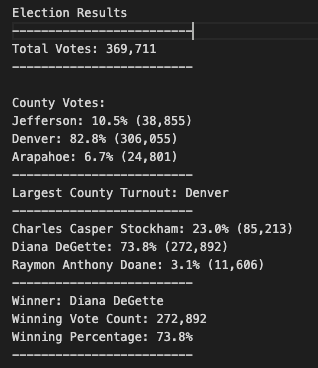 Election Results
-------------------------
Total Votes: 369,711
-------------------------

County Votes:
Jefferson: 10.5% (38,855)
Denver: 82.8% (306,055)
Arapahoe: 6.7% (24,801)
-------------------------
Largest County Turnout: Denver
-------------------------
Charles Casper Stockham: 23.0% (85,213)
Diana DeGette: 73.8% (272,892)
Raymon Anthony Doane: 3.1% (11,606)
-------------------------
Winner: Diana DeGette
Winning Vote Count: 272,892
Winning Percentage: 73.8%
-------------------------